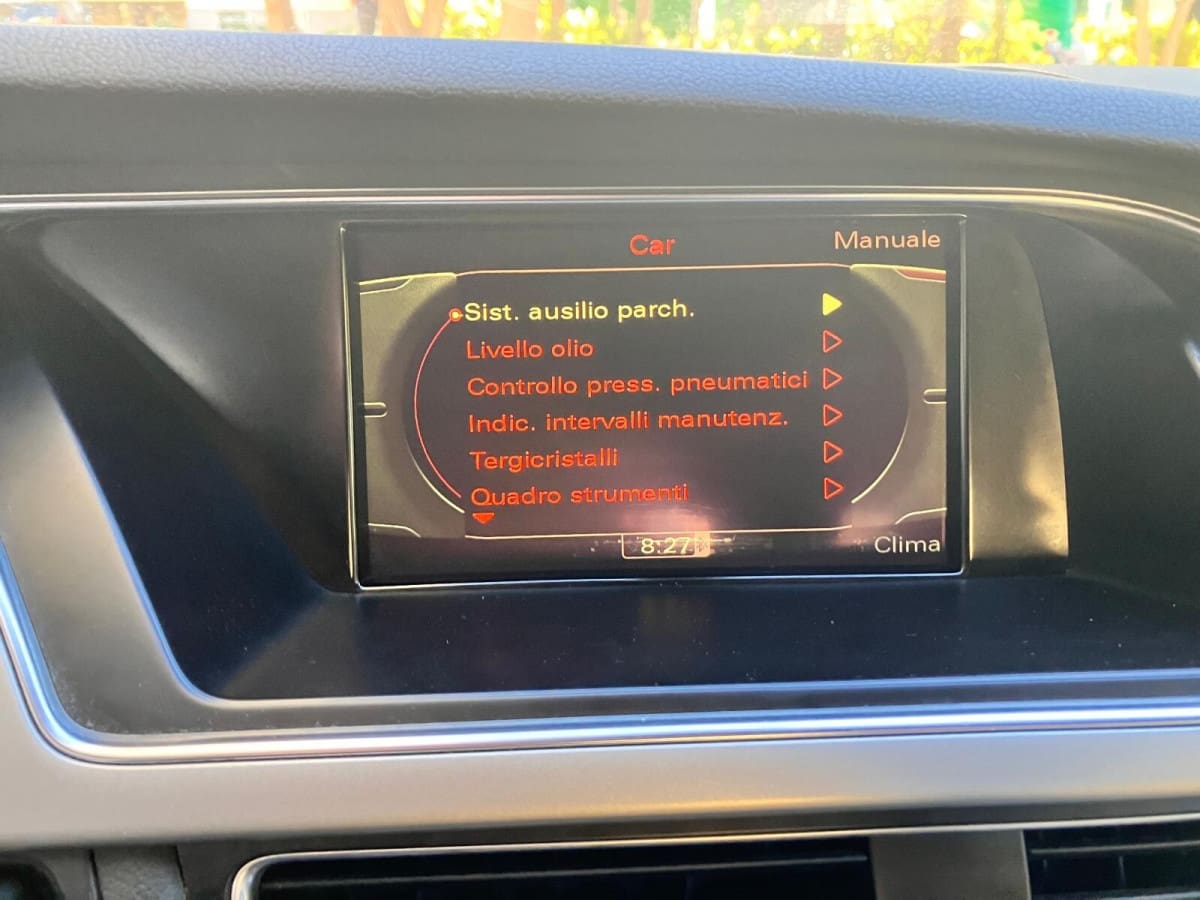 Car
Manuale
Sist. ausilio parch.
Livello olio
Controllo press. pneumatici
Indic. intervalli manutenz.
Tergicristalli
Quadro strumenti
8:27
Clima